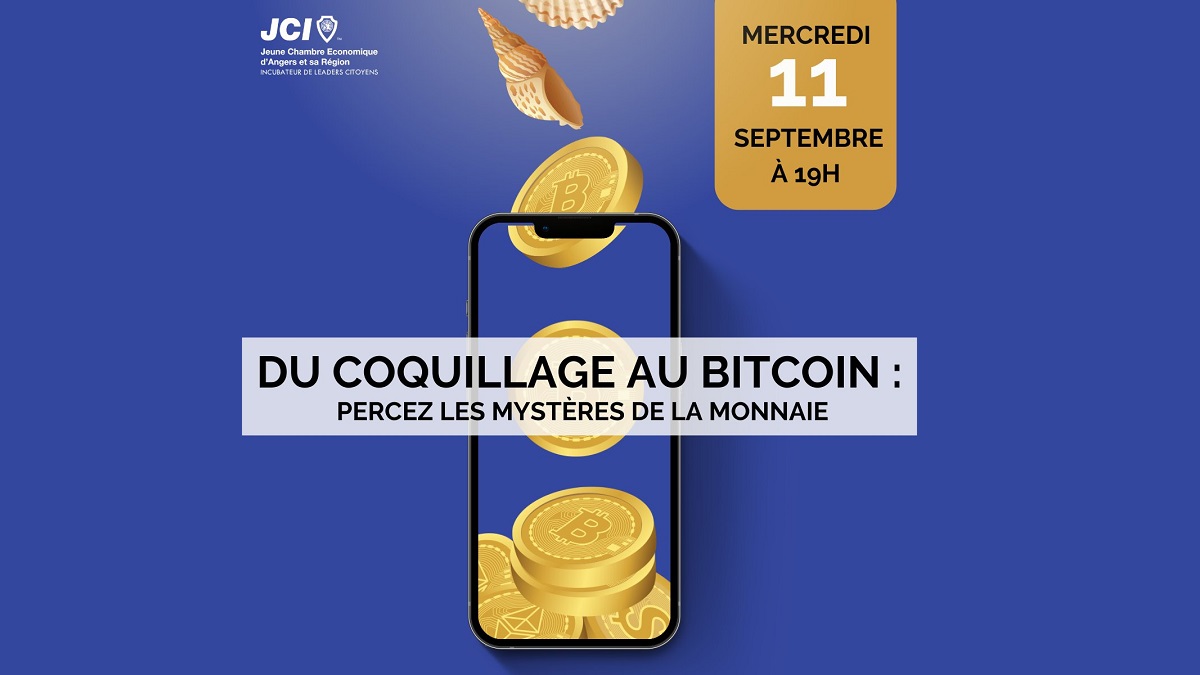 JCI
Jeune Chambre Economique
d'Angers et sa Région
INCUBATEUR DE LEADERS CITOYENS
MERCREDI
11
SEPTEMBRE
À 19H
DU COQUILLAGE AU BITCOIN :
PERCEZ LES MYSTÈRES DE LA MONNAIE